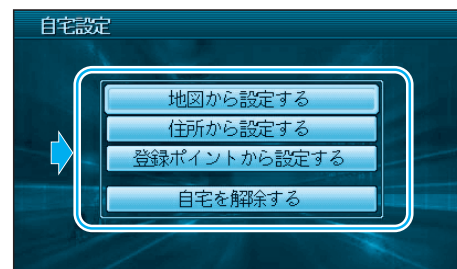 自宅設定
地図から設定する
住所から設定する
登録ポイントから設定する
自宅を解除する